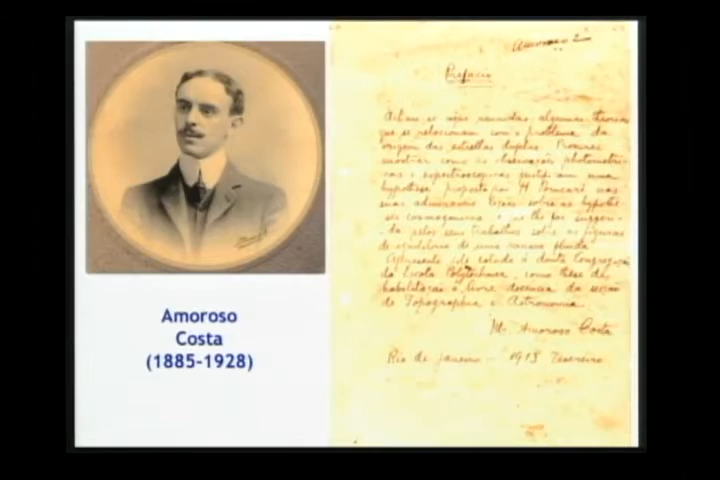 Amoroso
Costa
(1885-1928)
Amoroso
Prefacio
Acham se aqui reunidas algumas theorias
que se relacionam com o problema da
origem das estrellas duplas. Procurei
mostrar como as observações photometri-
cas e espectroscopicas justificam uma
hypothese proposta por H Poincaré nas
suas admiraveis Lições sobre as hypothe-
ses cosmogonicas e que lhe foi suggeri-
da pelos seus trabalhos sobre as figuras
de equilibrio de uma massa fluida
Apresento este estudo á douta Congregação
da Escola Polytechnica, como these de
habilitação á livre docencia da secção
de Topographia e Astronomia.
M. Amoroso Costa
Rio de Janeiro - 1913 Fevereiro